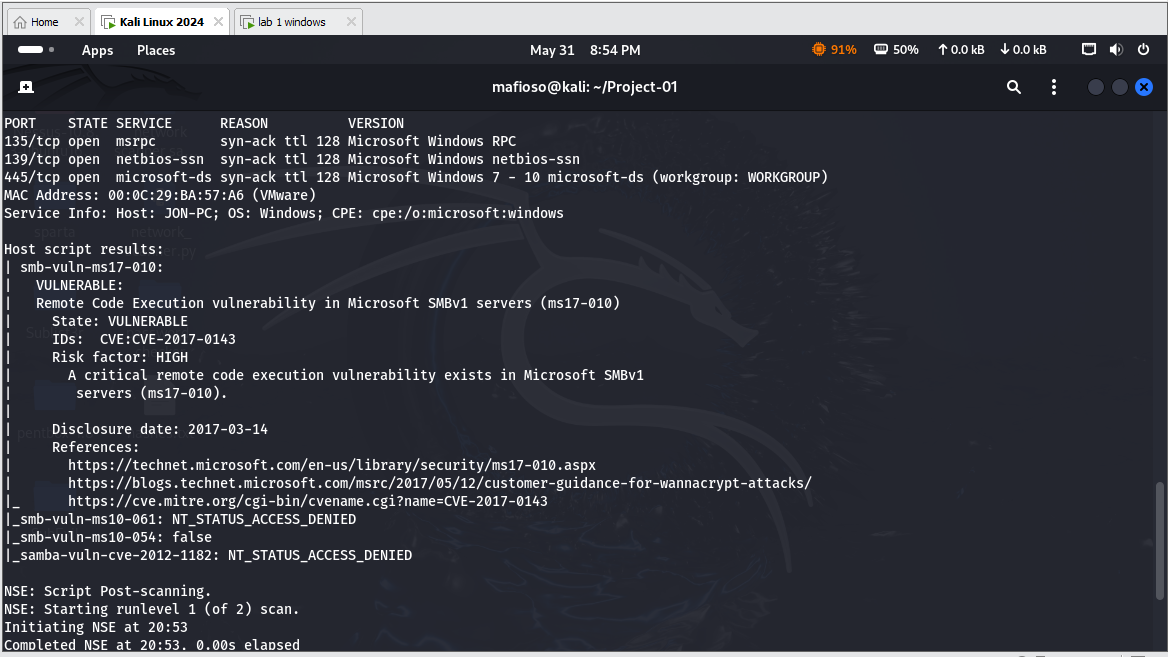 Home
Kali Linux 2024
lab 1 windows
Apps Places May 31 8:54 PM 91% 50% 0.0 kB 0.0 kB
mafioso@kali: ~/Project-01
PORT    STATE SERVICE      REASON          VERSION
135/tcp open  msrpc        syn-ack ttl 128 Microsoft Windows RPC
139/tcp open  netbios-ssn  syn-ack ttl 128 Microsoft Windows netbios-ssn
445/tcp open  microsoft-ds syn-ack ttl 128 Microsoft Windows 7 - 10 microsoft-ds (workgroup: WORKGROUP)
MAC Address: 00:0C:29:BA:57:A6 (VMware)
Service Info: Host: JON-PC; OS: Windows; CPE: cpe:/o:microsoft:windows
sparta
network_
Host script results:
| smb-vuln-ms17-010:
|   VULNERABLE:
|   Remote Code Execution vulnerability in Microsoft SMBv1 servers (ms17-010)
|     State: VULNERABLE
|     IDs:  CVE:CVE-2017-0143
|     Risk factor: HIGH
|       A critical remote code execution vulnerability exists in Microsoft SMBv1
|        servers (ms17-010).
|
|     Disclosure date: 2017-03-14
|     References:
|       https://technet.microsoft.com/en-us/library/security/ms17-010.aspx
|       https://blogs.technet.microsoft.com/msrc/2017/05/12/customer-guidance-for-wannacrypt-attacks/
|_      https://cve.mitre.org/cgi-bin/cvename.cgi?name=CVE-2017-0143
|_smb-vuln-ms10-061: NT_STATUS_ACCESS_DENIED
|_smb-vuln-ms10-054: false
|_samba-vuln-cve-2012-1182: NT_STATUS_ACCESS_DENIED
NSE: Script Post-scanning.
NSE: Starting runlevel 1 (of 2) scan.
Initiating NSE at 20:53
Completed NSE at 20:53, 0.00s elapsed